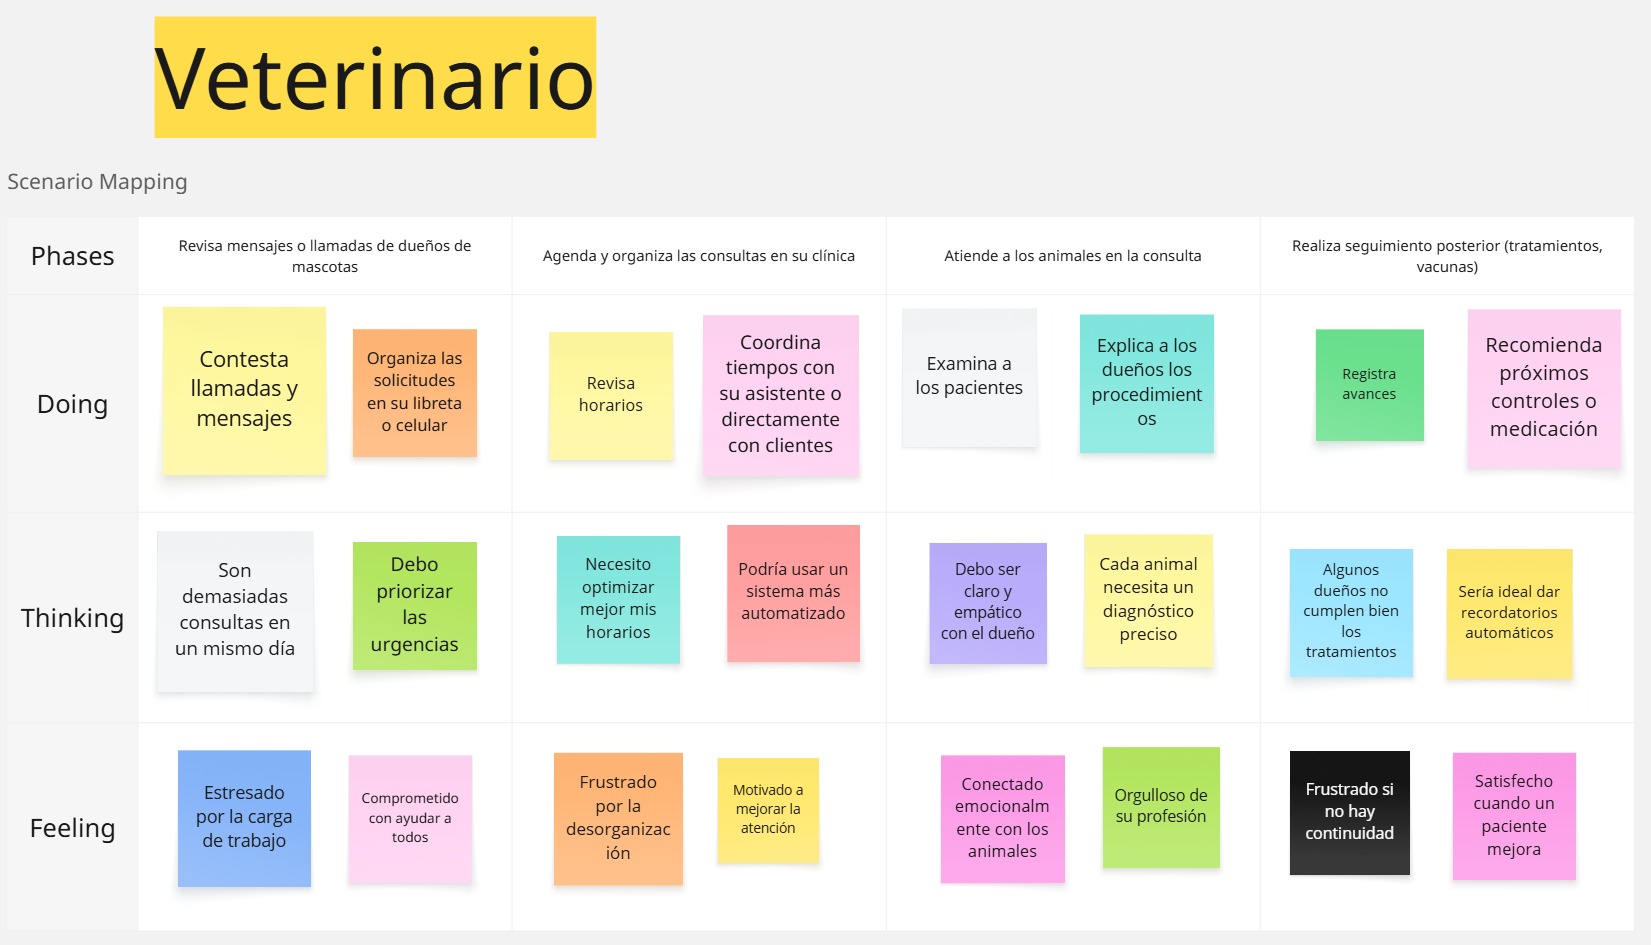 Veterinario
Scenario Mapping
Phases
Revisa mensajes o llamadas de dueños de
mascotas
Agenda y organiza las consultas en su clínica
Atiende a los animales en la consulta
Realiza seguimiento posterior (tratamientos,
vacunas)
Doing
Contesta
llamadas y
mensajes
Organiza las
solicitudes
en su libreta
o celular
Revisa
horarios
Coordina
tiempos con
su asistente o
directamente
con clientes
Examina a
los pacientes
Explica a los
dueños los
procedimient
os
Registra
avances
Recomienda
próximos
controles o
medicación
Thinking
Son
demasiadas
consultas en
un mismo día
Debo
priorizar
las
urgencias
Necesito
optimizar
mejor mis
horarios
Podría usar un
sistema más
automatizado
Debo ser
claro y
empático
con el dueño
Cada animal
necesita un
diagnóstico
preciso
Algunos
dueños no
cumplen bien
los
tratamientos
Sería ideal dar
recordatorios
automáticos
Feeling
Estresado
por la carga
de trabajo
Comprometido
con ayudar a
todos
Frustrado
por la
desorganizac
ión
Motivado a
mejorar la
atención
Conectado
emocionalm
ente con los
animales
Orgulloso de
su profesión
Frustrado si
no hay
continuidad
Satisfecho
cuando un
paciente
mejora